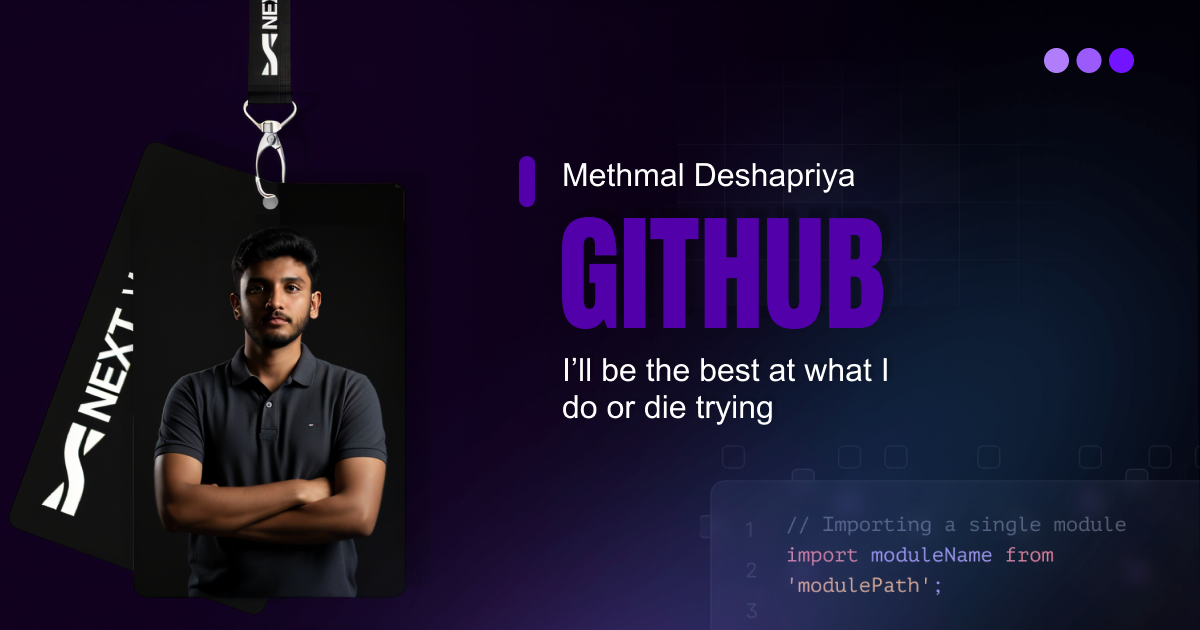 NEX
Methmal Deshapriya
GITHUB
I’ll be the best at what I
do or die trying
NEXT
1 // Importing a single module
import moduleName from
2
'modulePath';
3